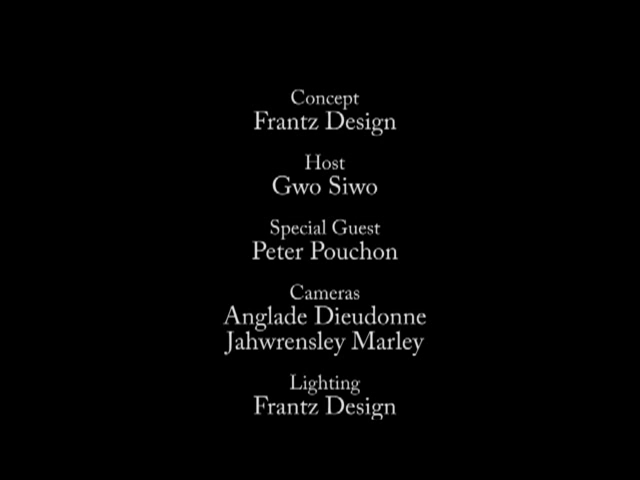 Concept
Frantz Design
Host
Gwo Siwo
Special Guest
Peter Pouchon
Cameras
Anglade Dieudonne
Jahwrensley Marley
Lighting
Frantz Design